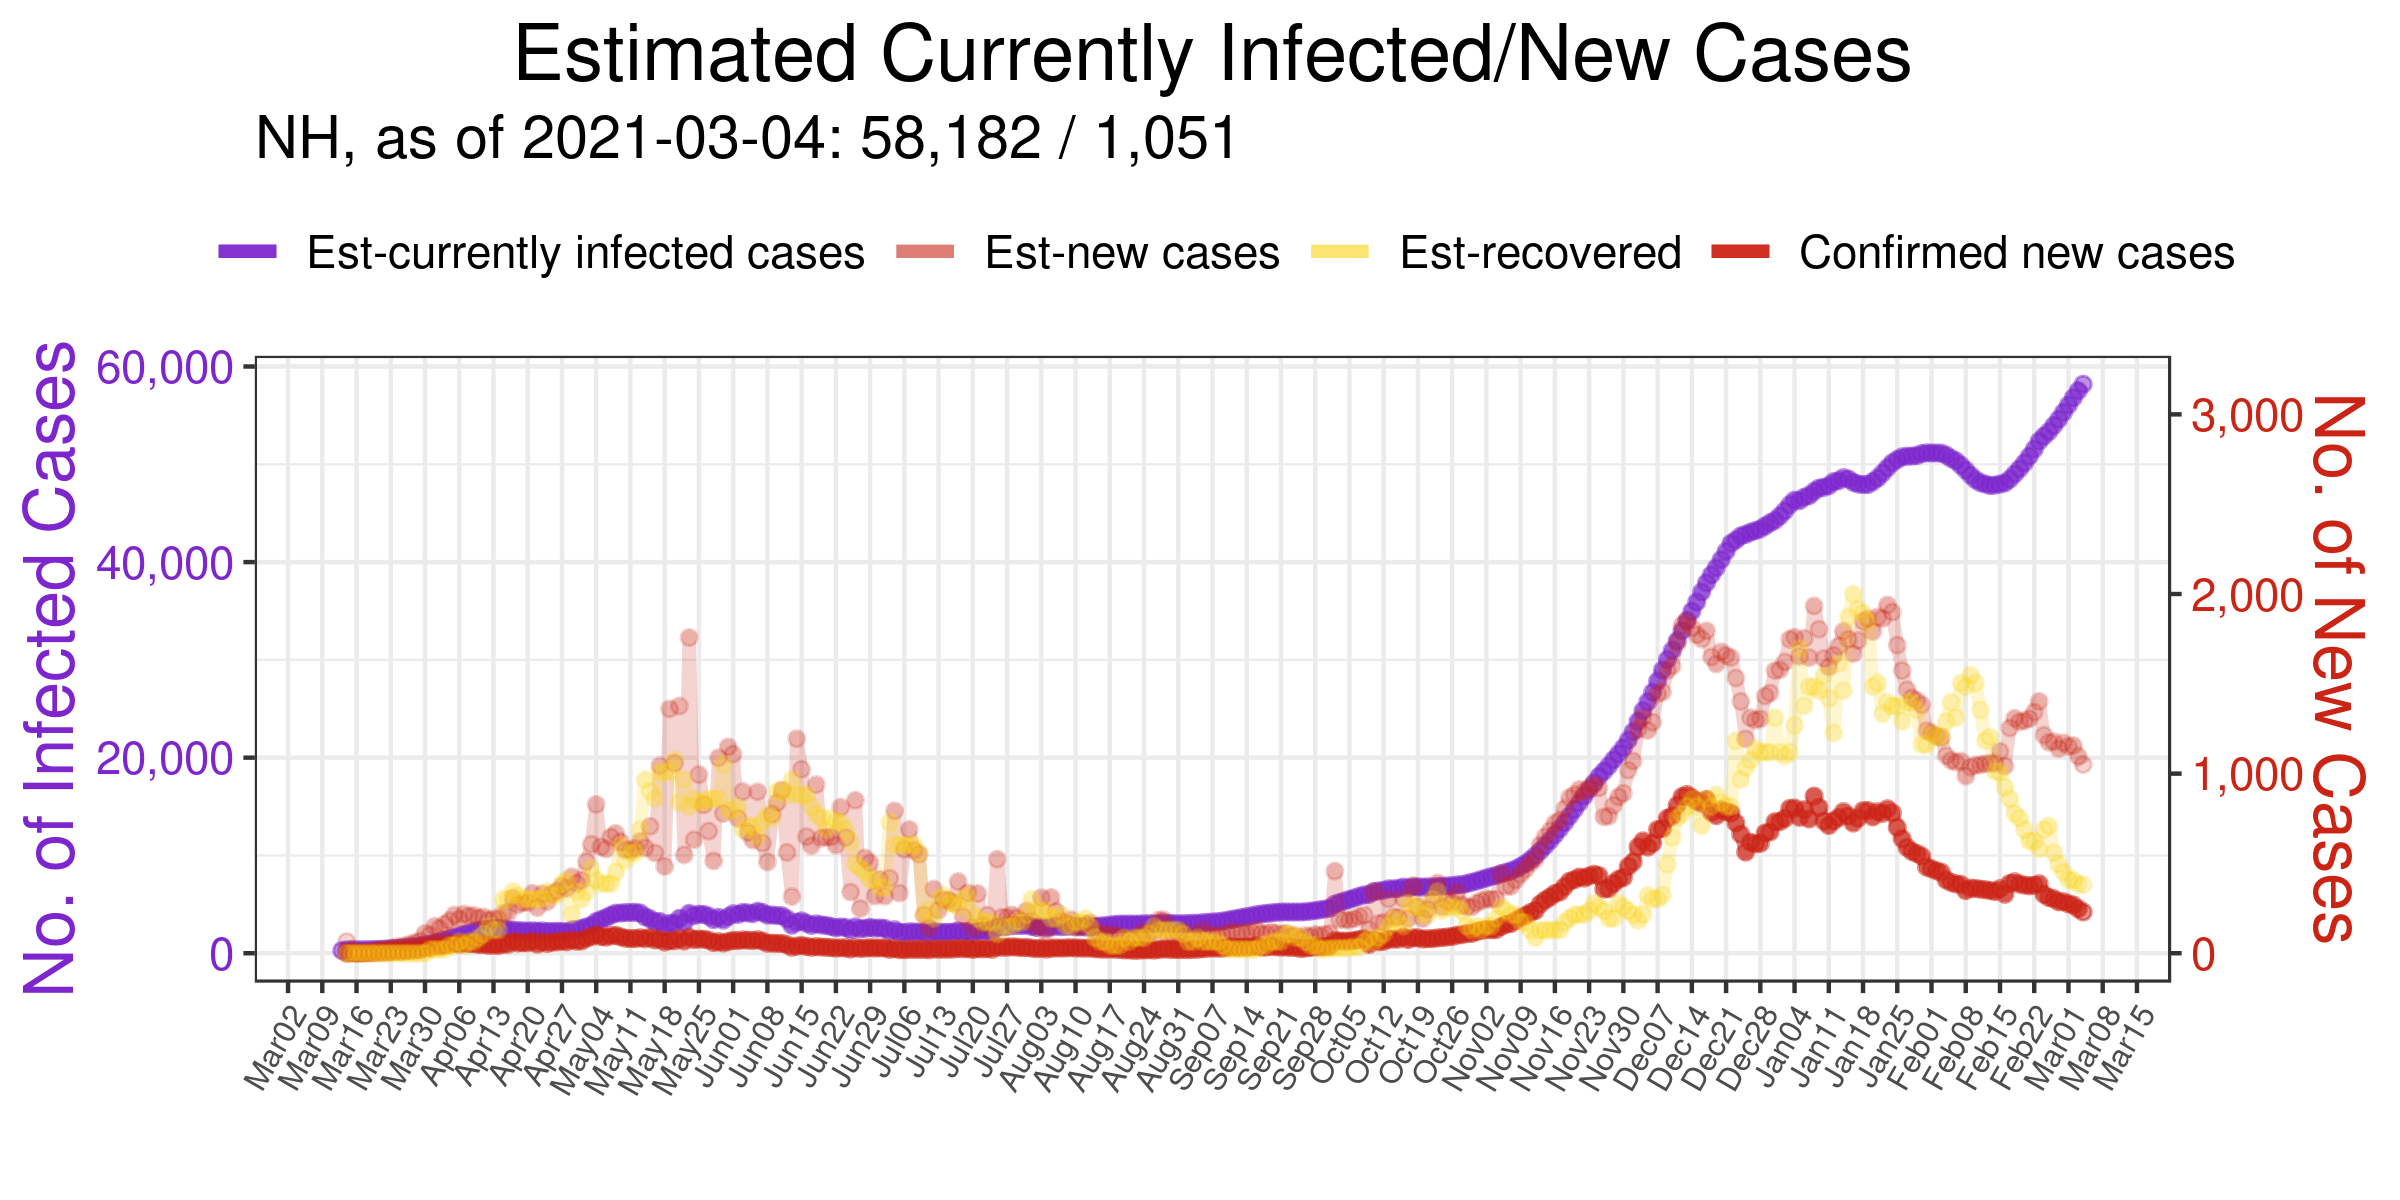 Estimated Currently Infected/New Cases
NH, as of 2021-03-04: 58,182 / 1,051
Est-currently infected cases Est-new cases Est-recovered Confirmed new cases
No. of Infected Cases
60,000
40,000
20,000
0
3,000
2,000
1,000
0
No. of New Cases
Mar02 Mar09 Mar16 Mar23 Mar30 Apr06 Apr13 Apr20 Apr27 May04 May11 May18 May25 Jun01 Jun08 Jun15 Jun22 Jun29 Jul06 Jul13 Jul20 Jul27 Aug03 Aug10 Aug17 Aug24 Aug31 Sep07 Sep14 Sep21 Sep28 Oct05 Oct12 Oct19 Oct26 Nov02 Nov09 Nov16 Nov23 Nov30 Dec07 Dec14 Dec21 Dec28 Jan04 Jan11 Jan18 Jan25 Feb01 Feb08 Feb15 Feb22 Mar01 Mar08 Mar15